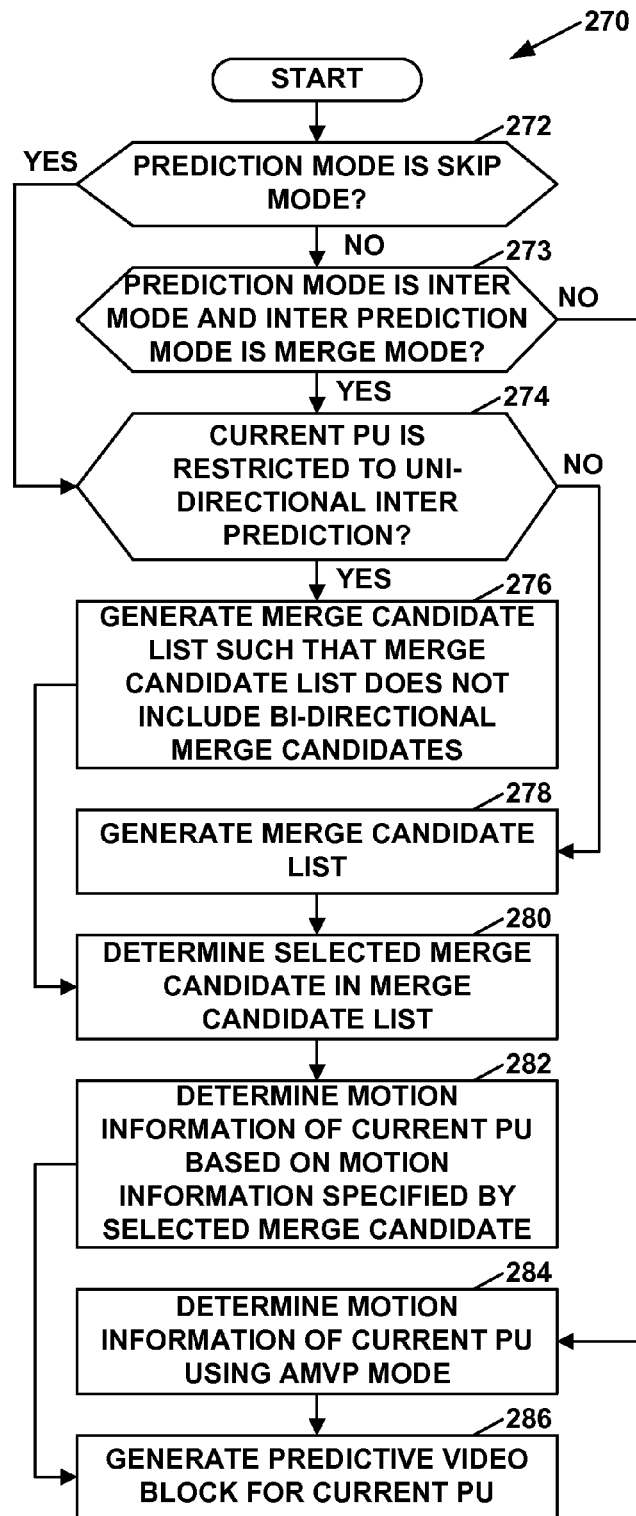 270
START
272
YES
PREDICTION MODE IS SKIP
MODE?
NO
273
PREDICTION MODE IS INTER
MODE AND INTER PREDICTION
MODE IS MERGE MODE?
NO
YES
274
CURRENT PU IS
RESTRICTED TO UNI-
DIRECTIONAL INTER
PREDICTION?
NO
YES
276
GENERATE MERGE CANDIDATE
LIST SUCH THAT MERGE
CANDIDATE LIST DOES NOT
INCLUDE BI-DIRECTIONAL
MERGE CANDIDATES
278
GENERATE MERGE CANDIDATE
LIST
280
DETERMINE SELECTED MERGE
CANDIDATE IN MERGE
CANDIDATE LIST
282
DETERMINE MOTION
INFORMATION OF CURRENT PU
BASED ON MOTION
INFORMATION SPECIFIED BY
SELECTED MERGE CANDIDATE
284
DETERMINE MOTION
INFORMATION OF CURRENT PU
USING AMVP MODE
286
GENERATE PREDICTIVE VIDEO
BLOCK FOR CURRENT PU